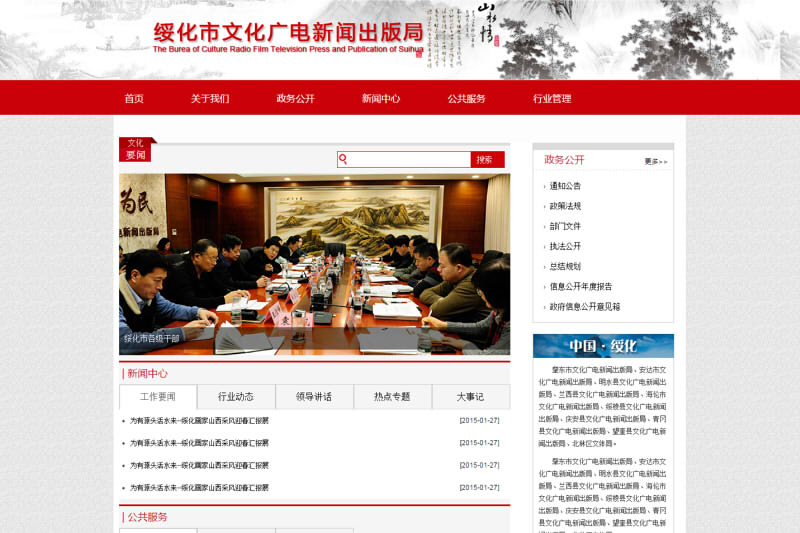 绥化市文化广电新闻出版局
The Burea of Culture Radio Film Television Press and Publication of Suihua
山水情
首页 关于我们 政务公开 新闻中心 公共服务 行业管理
文化
要闻
搜索
为民
电新闻出版局
绥化市各级干部
新闻中心
工作要闻 行业动态 领导讲话 热点专题 大事记
为有源头活水来--绥化画家山西采风迎春汇报展 [2015-01-27]
为有源头活水来--绥化画家山西采风迎春汇报展 [2015-01-27]
为有源头活水来--绥化画家山西采风迎春汇报展 [2015-01-27]
为有源头活水来--绥化画家山西采风迎春汇报展 [2015-01-27]
公共服务
政务公开 更多>>
通知公告
政策法规
部门文件
执法公开
总结规划
信息公开年度报告
政府信息公开意见箱
中国·绥化
肇东市文化广电新闻出版局、安达市文
化广电新闻出版局、明水县文化广电新闻出版
局、兰西县文化广电新闻出版局、海伦市
文化广电新闻出版局、绥棱县文化广电新闻出版
局、庆安县文化广电新闻出版局、青冈
县文化广电新闻出版局、望奎县文化广电新
闻出版局、北林区文体局。
肇东市文化广电新闻出版局、安达市文
化广电新闻出版局、明水县文化广电新闻出版
局、兰西县文化广电新闻出版局、海伦市
文化广电新闻出版局、绥棱县文化广电新闻出版
局、庆安县文化广电新闻出版局、青冈
县文化广电新闻出版局、望奎县文化广电新